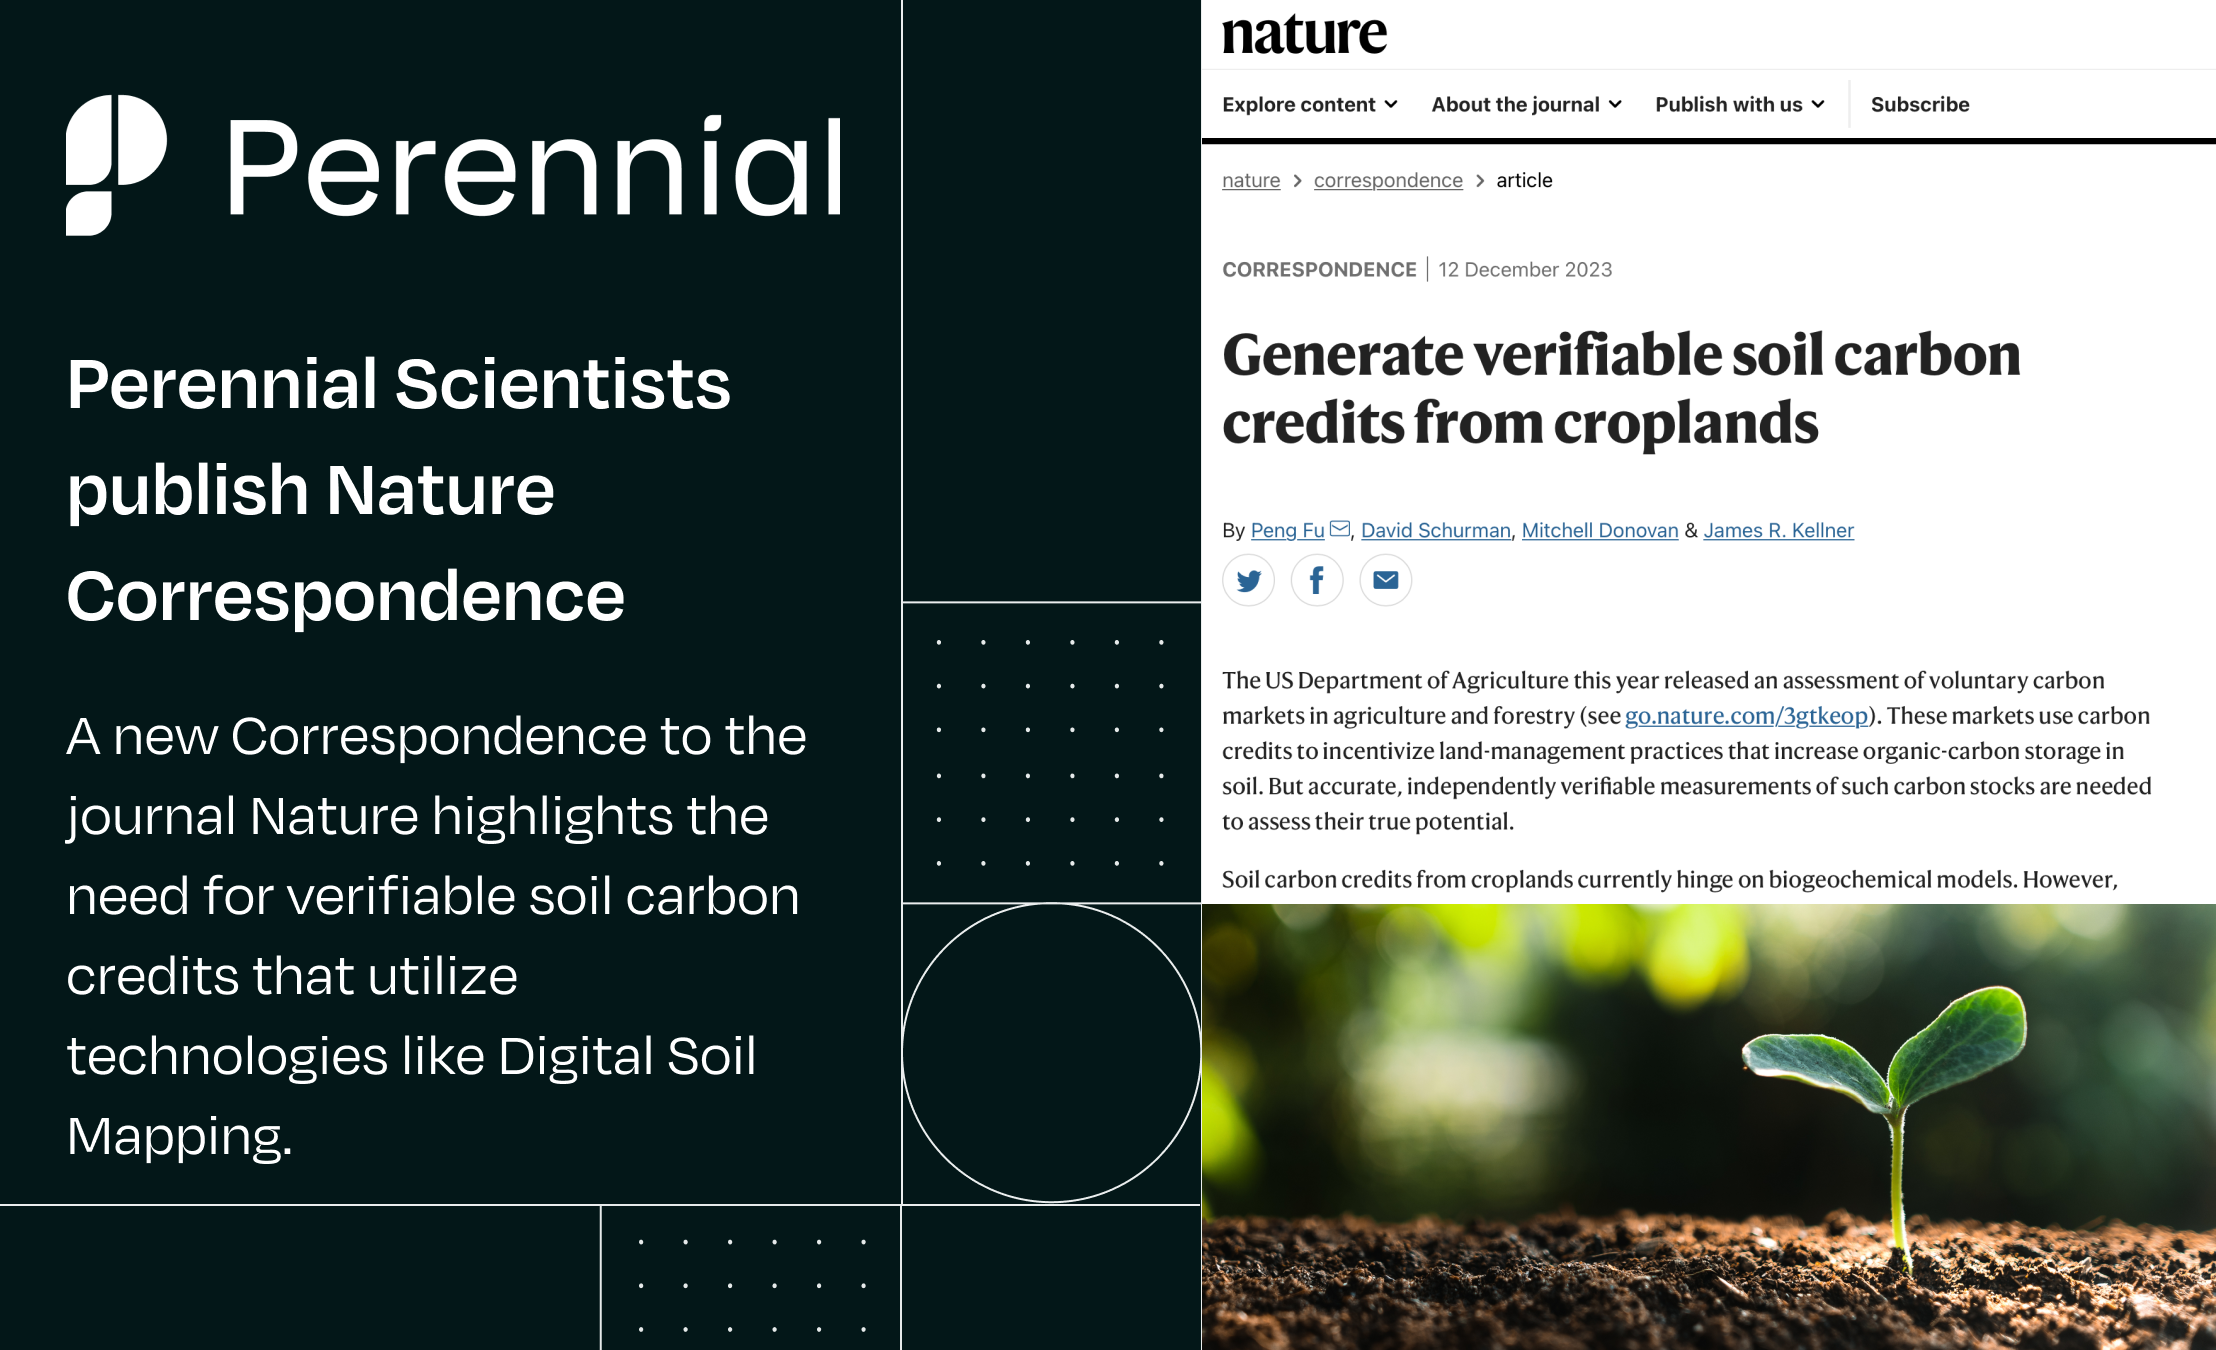 Perennial
Perennial Scientists
publish Nature
Correspondence
A new Correspondence to the
journal Nature highlights the
need for verifiable soil carbon
credits that utilize
technologies like Digital Soil
Mapping.
nature
Explore content About the journal Publish with us Subscribe
nature > correspondence > article
CORRESPONDENCE | 12 December 2023
Generate verifiable soil carbon
credits from croplands
By Peng Fu, David Schurman, Mitchell Donovan & James R. Kellner
The US Department of Agriculture this year released an assessment of voluntary carbon
markets in agriculture and forestry (see go.nature.com/3gtkeop). These markets use carbon
credits to incentivize land-management practices that increase organic-carbon storage in
soil. But accurate, independently verifiable measurements of such carbon stocks are needed
to assess their true potential.
Soil carbon credits from croplands currently hinge on biogeochemical models. However,